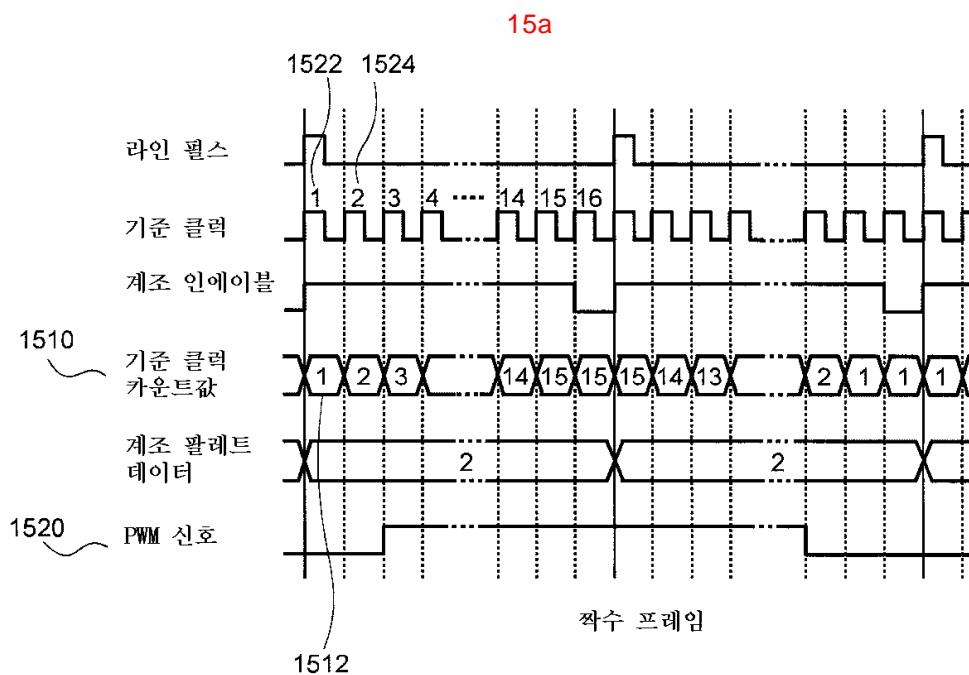 15a
1522 1524
라인 펄스
1 2 3 4 ···· 14 15 16
기준 클럭
계조 인에이블
1510
기준 클럭
카운트값
1 2 3 14 15 15 15 14 13 2 1 1 1
계조 팔레트
데이터
2 2
1520
PWM 신호
짝수 프레임
1512